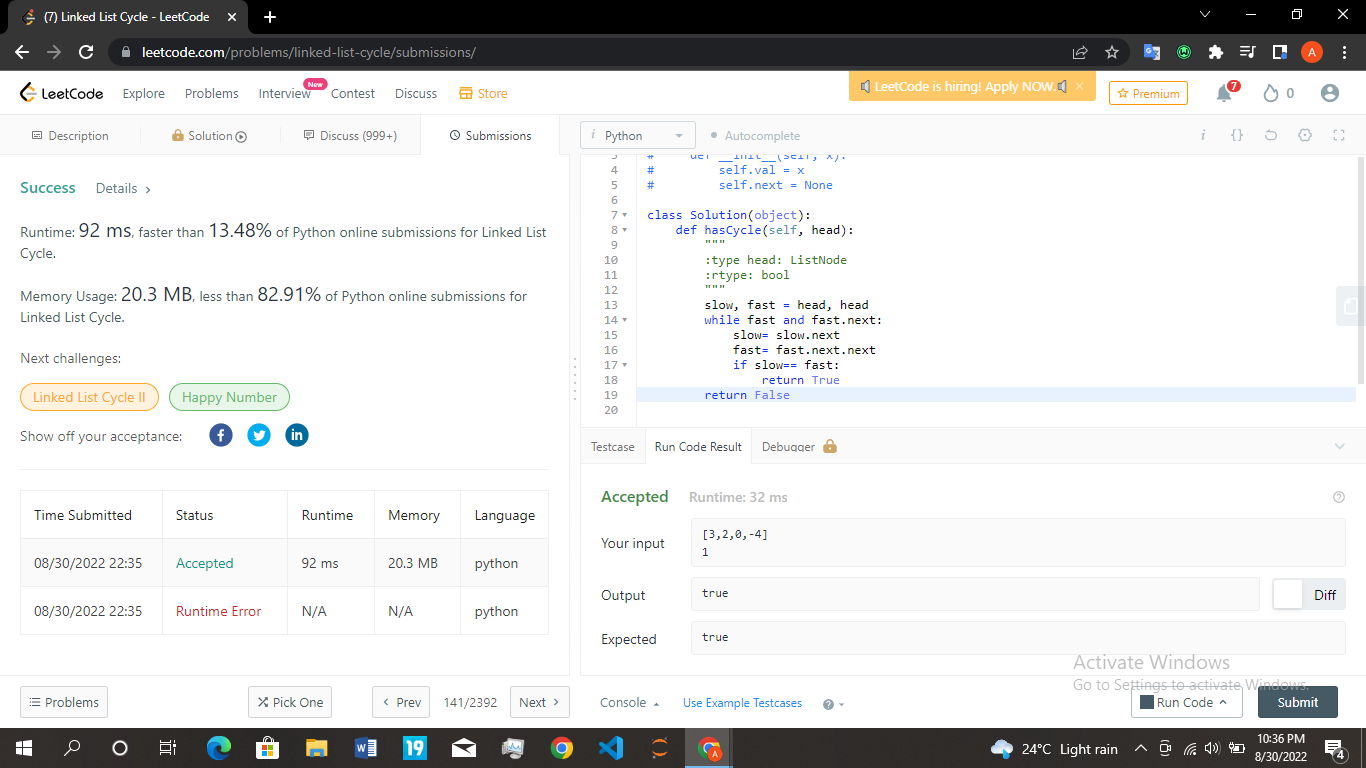 (7) Linked List Cycle - LeetCode
leetcode.com/problems/linked-list-cycle/submissions/
A
LeetCode
Explore
Problems
Interview
New
Contest
Discuss
Store
LeetCode is hiring! Apply NOW.
Premium
7
0
Description
Solution
Discuss (999+)
Submissions
i Python
Autocomplete
Success
Details
Runtime: 92 ms, faster than 13.48% of Python online submissions for Linked List
Cycle.
Memory Usage: 20.3 MB, less than 82.91% of Python online submissions for
Linked List Cycle.
Next challenges:
Linked List Cycle II
Happy Number
Show off your acceptance:
Time Submitted Status Runtime Memory Language
08/30/2022 22:35 Accepted 92 ms 20.3 MB python
08/30/2022 22:35 Runtime Error N/A N/A python
3 # def __init__(self, x):
4 # self.val = x
5 # self.next = None
6
7 class Solution(object):
8 def hasCycle(self, head):
9 """
10 :type head: ListNode
11 :rtype: bool
12 """
13 slow, fast = head, head
14 while fast and fast.next:
15 slow= slow.next
16 fast= fast.next.next
17 if slow== fast:
18 return True
19 return False
20
Testcase
Run Code Result
Debugger
Accepted
Runtime: 32 ms
Your input
[3,2,0,-4]
1
Output
true
Diff
Expected
true
Activate Windows
Go to Settings to activate Windows.
Problems
Pick One
Prev
141/2392
Next
Console
Use Example Testcases
Run Code
Submit
19
A
24°C Light rain
10:36 PM
8/30/2022
4